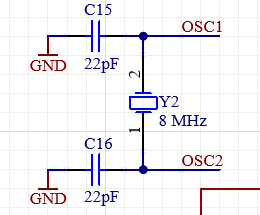 C15
OSC1
GND
22pF
2
Y2
8 MHz
1
C16
OSC2
GND
22pF